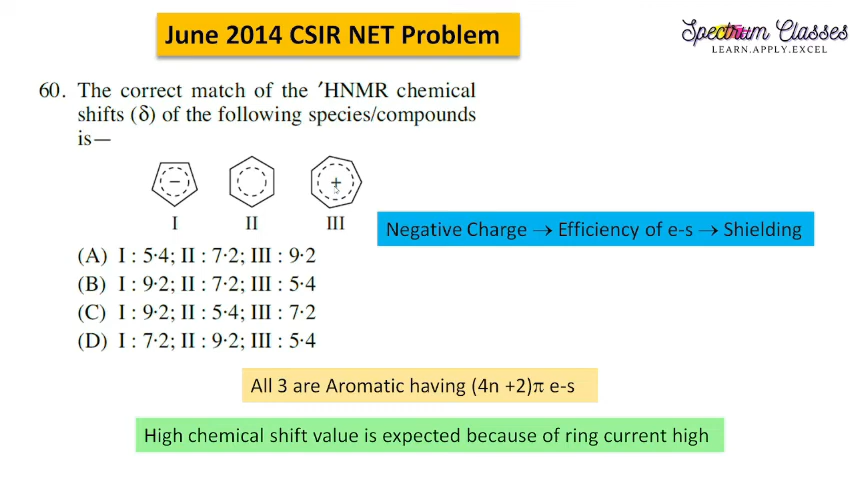 June 2014 CSIR NET Problem
Spectrum Classes
LEARN.APPLY.EXCEL
60. The correct match of the ′HNMR chemical
shifts (δ) of the following species/compounds
is—
− +
I II III
Negative Charge → Efficiency of e-s → Shielding
(A) I : 5·4; II : 7·2; III : 9·2
(B) I : 9·2; II : 7·2; III : 5·4
(C) I : 9·2; II : 5·4; III : 7·2
(D) I : 7·2; II : 9·2; III : 5·4
All 3 are Aromatic having (4n +2)π e-s
High chemical shift value is expected because of ring current high